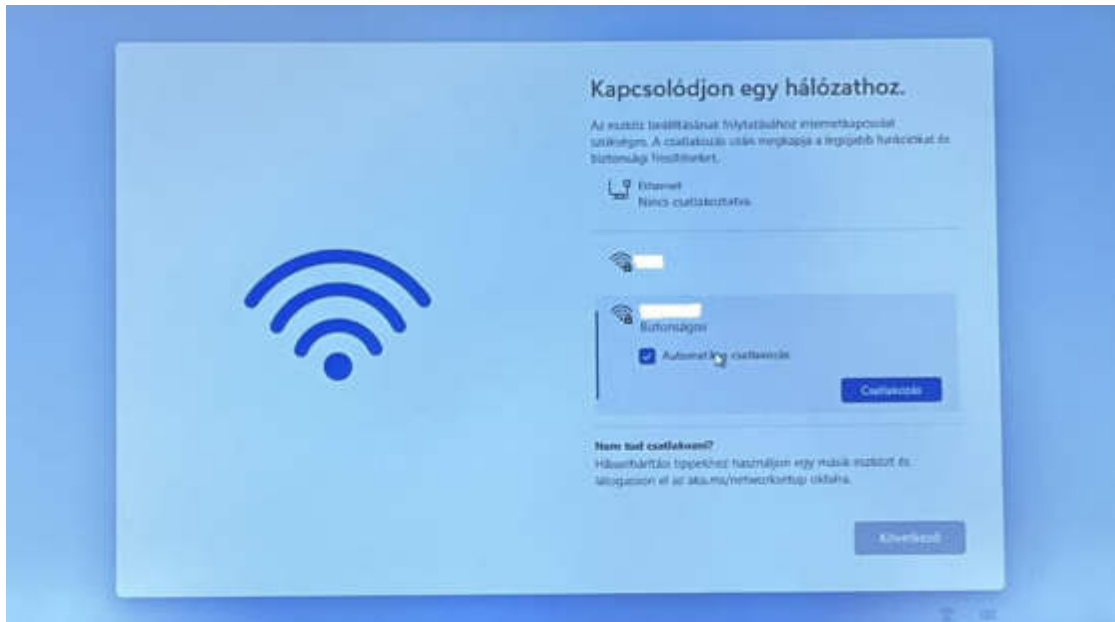 Kapcsolódjon egy hálózathoz.
Az eszköz beállításának folytatásához internetkapcsolat
szükséges. A csatlakozás után megkapja a legújabb funkciókat és
biztonsági frissítéseket.
Ethernet
Nincs csatlakoztatva
Biztonságos
Automatikus csatlakozás
Csatlakozás
Nem tud csatlakozni?
Hibaelhárítási tippekhez használjon egy másik eszközt és
látogasson el az aka.ms/networksetup oldalra.
Következő